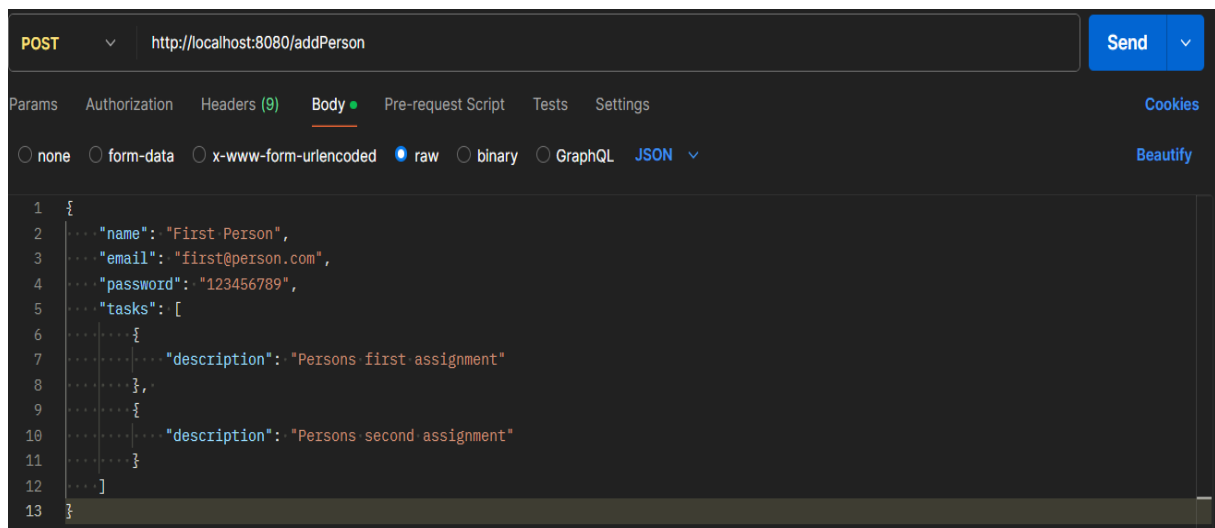 POST http://localhost:8080/addPerson Send
Params Authorization Headers (9) Body Pre-request Script Tests Settings Cookies
none form-data x-www-form-urlencoded raw binary GraphQL JSON Beautify
1 {
2 "name": "First Person",
3 "email": "first@person.com",
4 "password": "123456789",
5 "tasks": [
6 {
7 "description": "Persons first assignment"
8 },
9 {
10 "description": "Persons second assignment"
11 }
12 ]
13 }